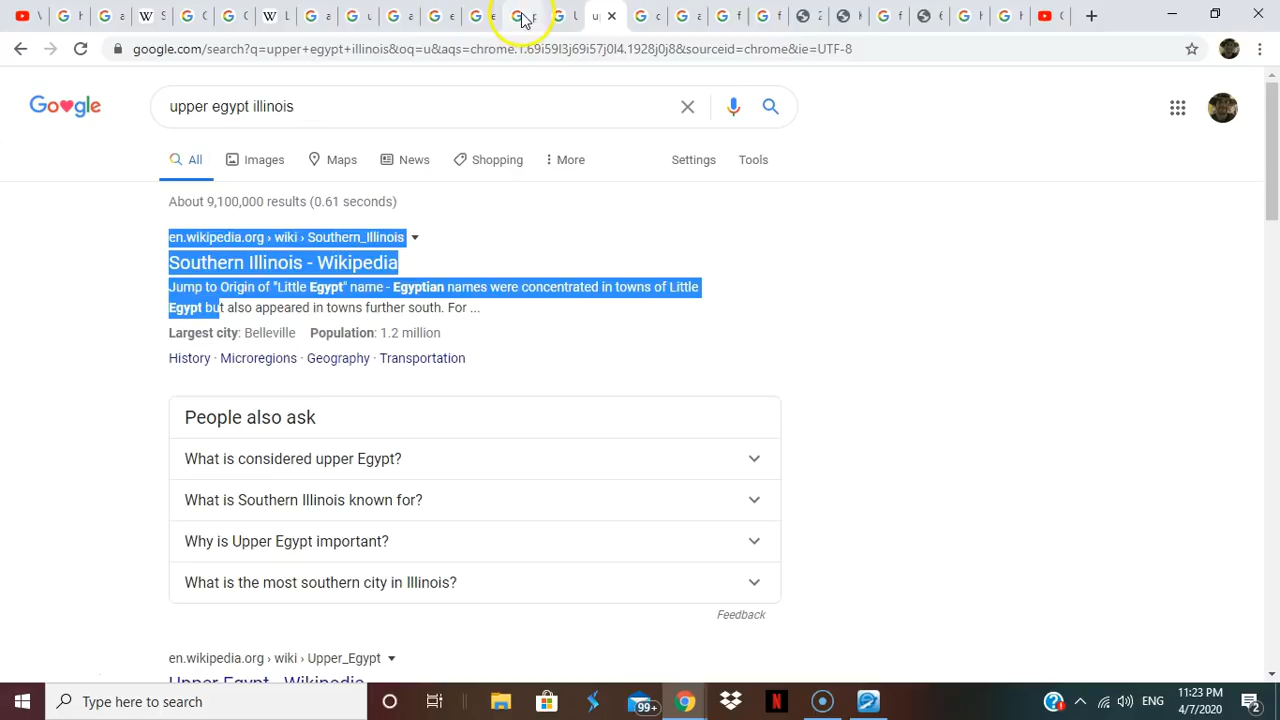 google.com/search?q=upper+egypt+illinois&oq=u&aqs=chrome.1.69i59l3j69i57j0l4.1928j0j8&sourceid=chrome&ie=UTF-8
upper egypt illinois
All Images Maps News Shopping More Settings Tools
About 9,100,000 results (0.61 seconds)
en.wikipedia.org › wiki › Southern_Illinois
Southern Illinois - Wikipedia
Jump to Origin of "Little Egypt" name - Egyptian names were concentrated in towns of Little
Egypt but also appeared in towns further south. For ...
Largest city: Belleville Population: 1.2 million
History · Microregions · Geography · Transportation
People also ask
What is considered upper Egypt?
What is Southern Illinois known for?
Why is Upper Egypt important?
What is the most southern city in Illinois?
Feedback
en.wikipedia.org › wiki › Upper_Egypt
Upper Egypt - Wikipedia
Type here to search
99+
ENG
11:23 PM
4/7/2020
2